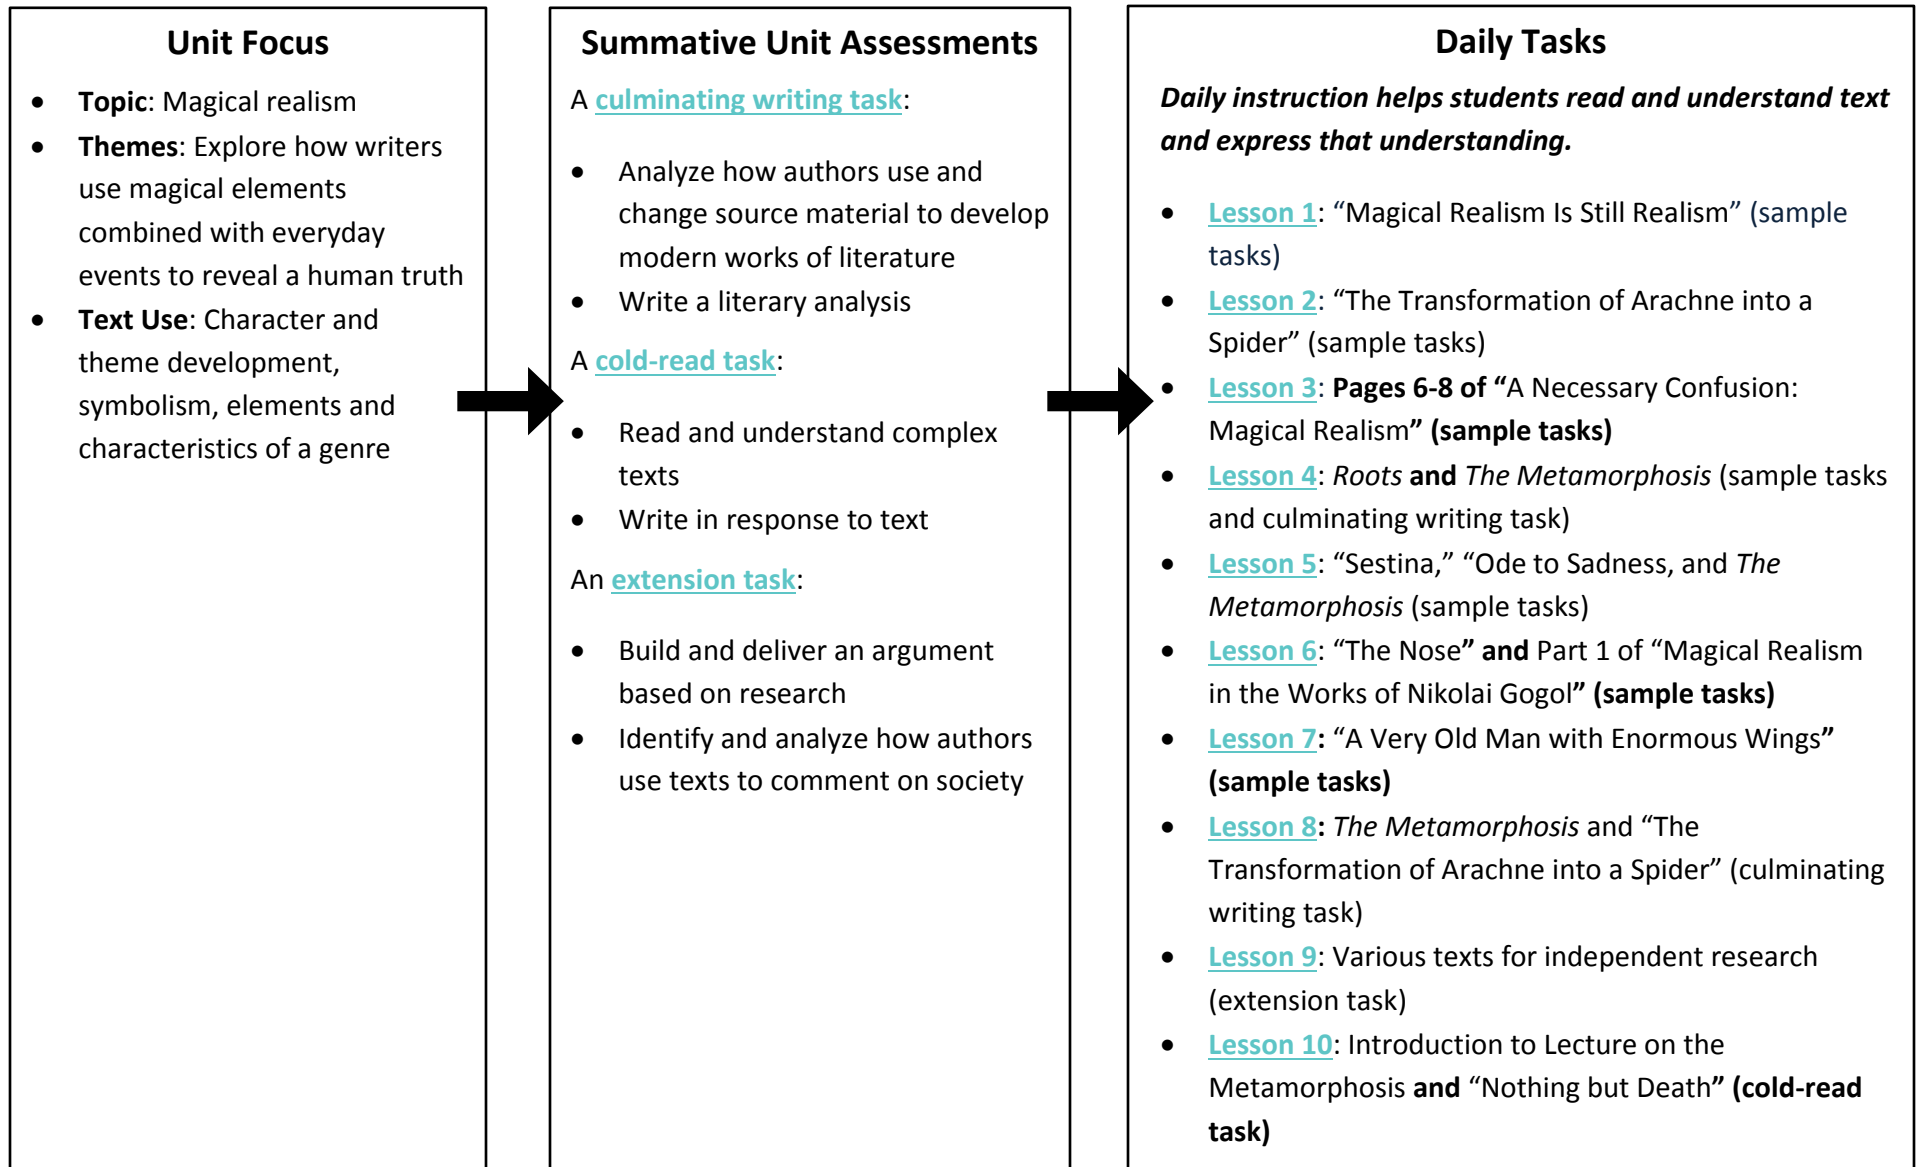 Unit Focus
• Topic: Magical realism
• Themes: Explore how writers
use magical elements
combined with everyday
events to reveal a human truth
• Text Use: Character and
theme development,
symbolism, elements and
characteristics of a genre
Summative Unit Assessments
A culminating writing task:
• Analyze how authors use and
change source material to develop
modern works of literature
• Write a literary analysis
A cold-read task:
• Read and understand complex
texts
• Write in response to text
An extension task:
• Build and deliver an argument
based on research
• Identify and analyze how authors
use texts to comment on society
Daily Tasks
Daily instruction helps students read and understand text
and express that understanding.
• Lesson 1: “Magical Realism Is Still Realism” (sample
tasks)
• Lesson 2: “The Transformation of Arachne into a
Spider” (sample tasks)
• Lesson 3: Pages 6-8 of “A Necessary Confusion:
Magical Realism” (sample tasks)
• Lesson 4: Roots and The Metamorphosis (sample tasks
and culminating writing task)
• Lesson 5: “Sestina,” “Ode to Sadness, and The
Metamorphosis (sample tasks)
• Lesson 6: “The Nose” and Part 1 of “Magical Realism
in the Works of Nikolai Gogol” (sample tasks)
• Lesson 7: “A Very Old Man with Enormous Wings”
(sample tasks)
• Lesson 8: The Metamorphosis and “The
Transformation of Arachne into a Spider” (culminating
writing task)
• Lesson 9: Various texts for independent research
(extension task)
• Lesson 10: Introduction to Lecture on the
Metamorphosis and “Nothing but Death” (cold-read
task)